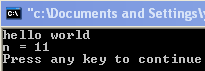 "c:\Documents and Settings\y
hello world
n = 11
Press any key to continue